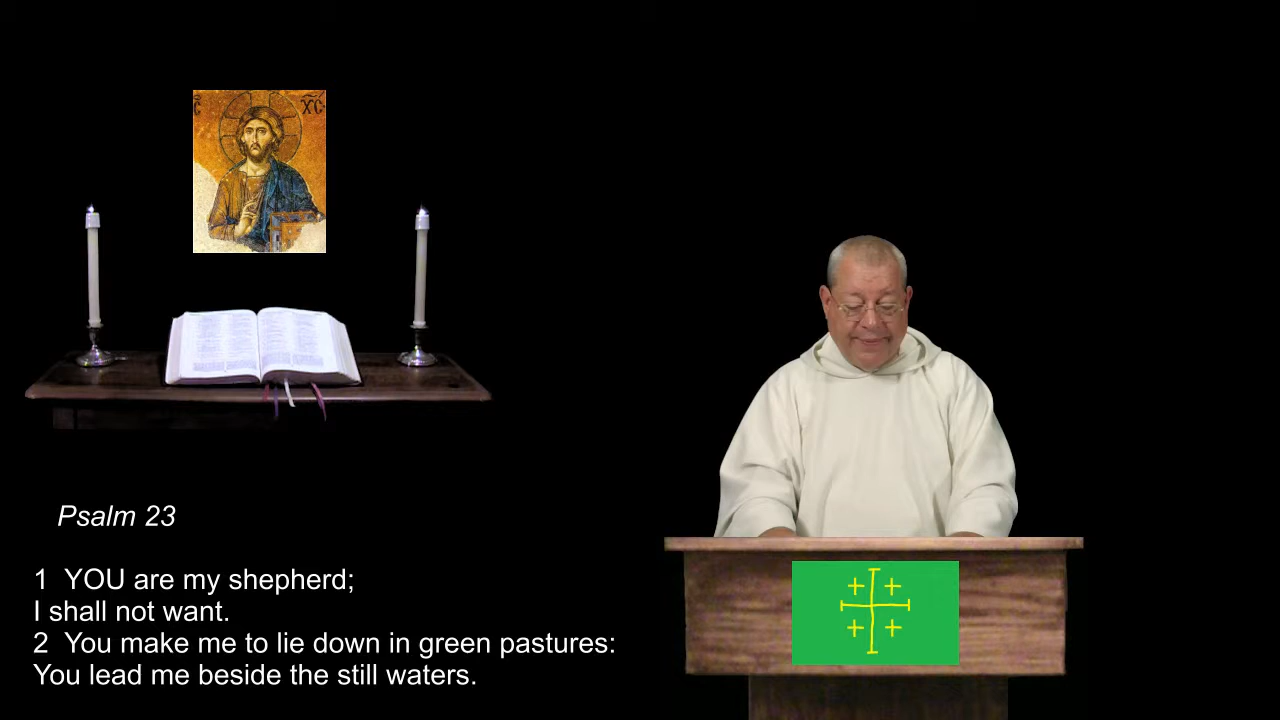 C XC
Psalm 23
1 YOU are my shepherd;
I shall not want.
2 You make me to lie down in green pastures:
You lead me beside the still waters.